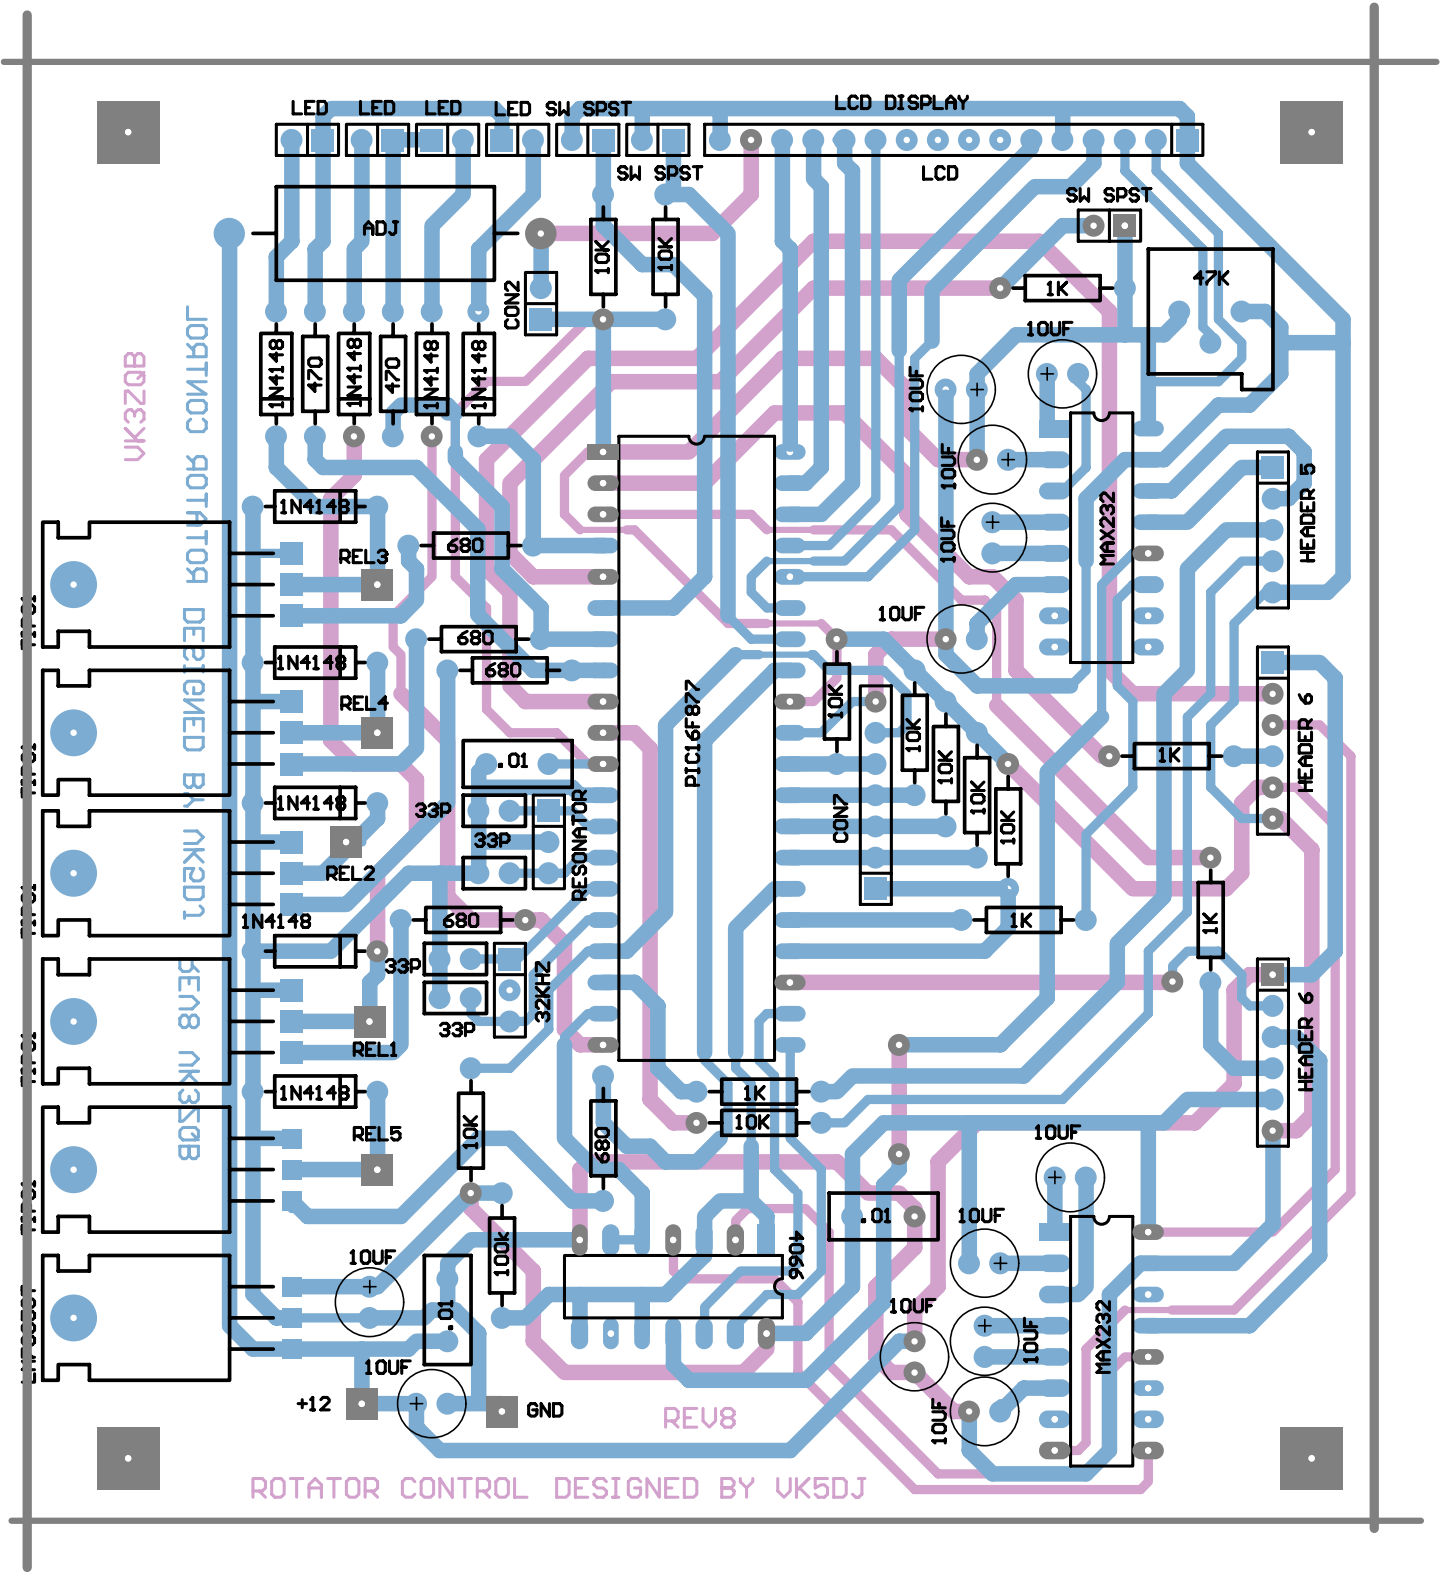 LED
LED
LED
LED
SW SPST
LCD DISPLAY
SW SPST
LCD
SW SPST
ADJ
10K
10K
47K
CON2
1K
10UF
1N4148
470
1N4148
470
1N4148
1N4148
10UF
VK3ZQB
ROTATOR CONTROL DESIGNED BY VK5DJ
REV8 VK3ZQB
10UF
HEADER 5
1N4148
MAX232
10UF
680
REL3
10UF
680
1N4148
680
REL4
10K
PIC16F877
10K
HEADER 6
.01
10K
1K
10K
1N4148
33P
33P
RESONATOR
CON7
10K
REL2
1N4148
680
1K
1K
33P
32KHZ
33P
HEADER 6
REL1
1N4148
1K
10K
10K
680
REL5
10UF
.01
10UF
100k
4066
10UF
.01
10UF
10UF
MAX232
10UF
+12
GND
REV8
10UF
ROTATOR CONTROL DESIGNED BY VK5DJ